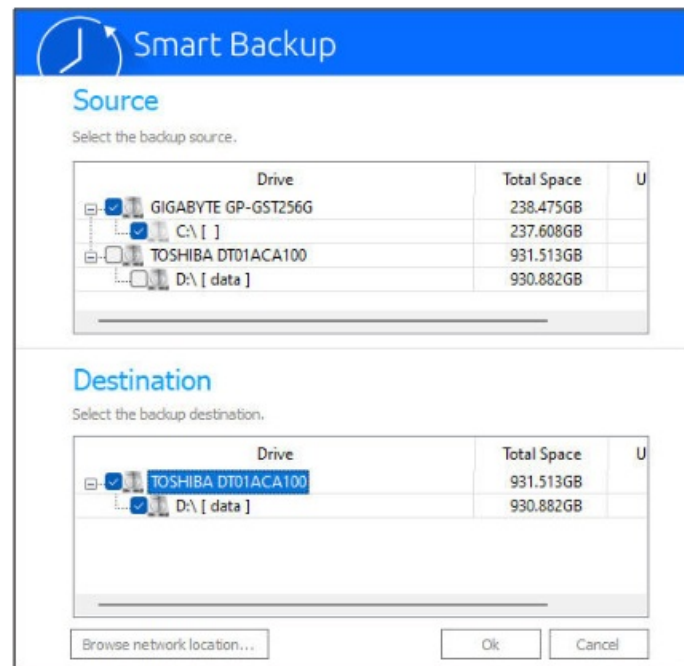 Smart Backup
Source
Select the backup source.
Drive Total Space U
GIGABYTE GP-GST256G 238.475GB
C:\ [ ] 237.608GB
TOSHIBA DT01ACA100 931.513GB
D:\ [ data ] 930.882GB
Destination
Select the backup destination.
Drive Total Space U
TOSHIBA DT01ACA100 931.513GB
D:\ [ data ] 930.882GB
Browse network location... Ok Cancel